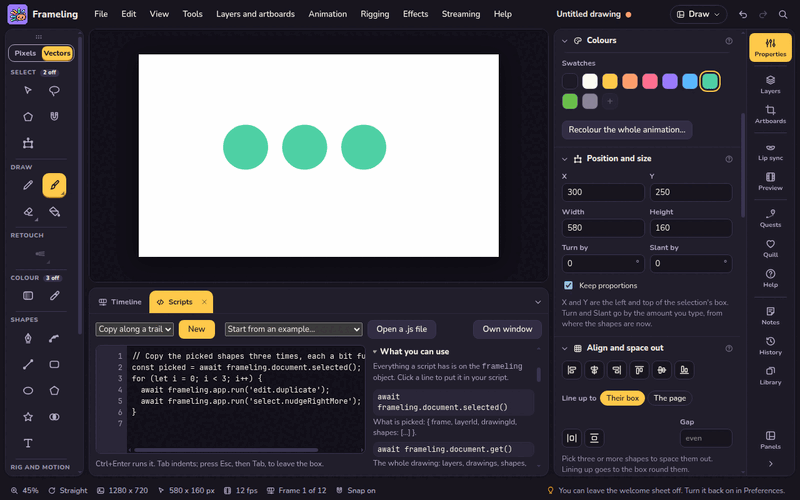 Frameling File Edit View Tools Layers and artboards Animation Rigging Effects Streaming Help Untitled drawing Draw
Pixels Vectors
SELECT 2 off
DRAW
RETOUCH
COLOUR 3 off
SHAPES
RIG AND MOTION
Timeline Scripts
Copy along a trail New Start from an example... Open a .js file Own window
1 // Copy the picked shapes three times, each a bit fu
2 const picked = await frameling.document.selected();
3 for (let i = 0; i < 3; i++) {
4 await frameling.app.run('edit.duplicate');
5 await frameling.app.run('select.nudgeRightMore');
6 }
7
Ctrl+Enter runs it. Tab indents; press Esc, then Tab, to leave the box.
What you can use
Everything a script has is on the frameling
object. Click a line to put it in your script.
await
frameling.document.selected()
What is picked: { frame, layerId, drawingId,
shapes: [...] }.
await frameling.document.get()
The whole drawing: layers, drawings, shapes,
Colours
Swatches
+
Recolour the whole animation...
Position and size
X Y
300 250
Width Height
580 160
Turn by Slant by
0 ° 0 °
Keep proportions
X and Y are the left and top of the selection's box.
Turn and Slant go by the amount you type, from
where the shapes are now.
Align and space out
Line up to Their box The page
Gap
even
Pick three or more shapes to space them out.
Lining up goes to the box round them.
Properties
Layers
Artboards
Lip sync
Preview
Quests
Quill
Help
Notes
History
Library
Panels
45% Straight 1280 x 720 580 x 160 px 12 fps Frame 1 of 12 Snap on You can leave the welcome sheet off. Turn it back on in Preferences.